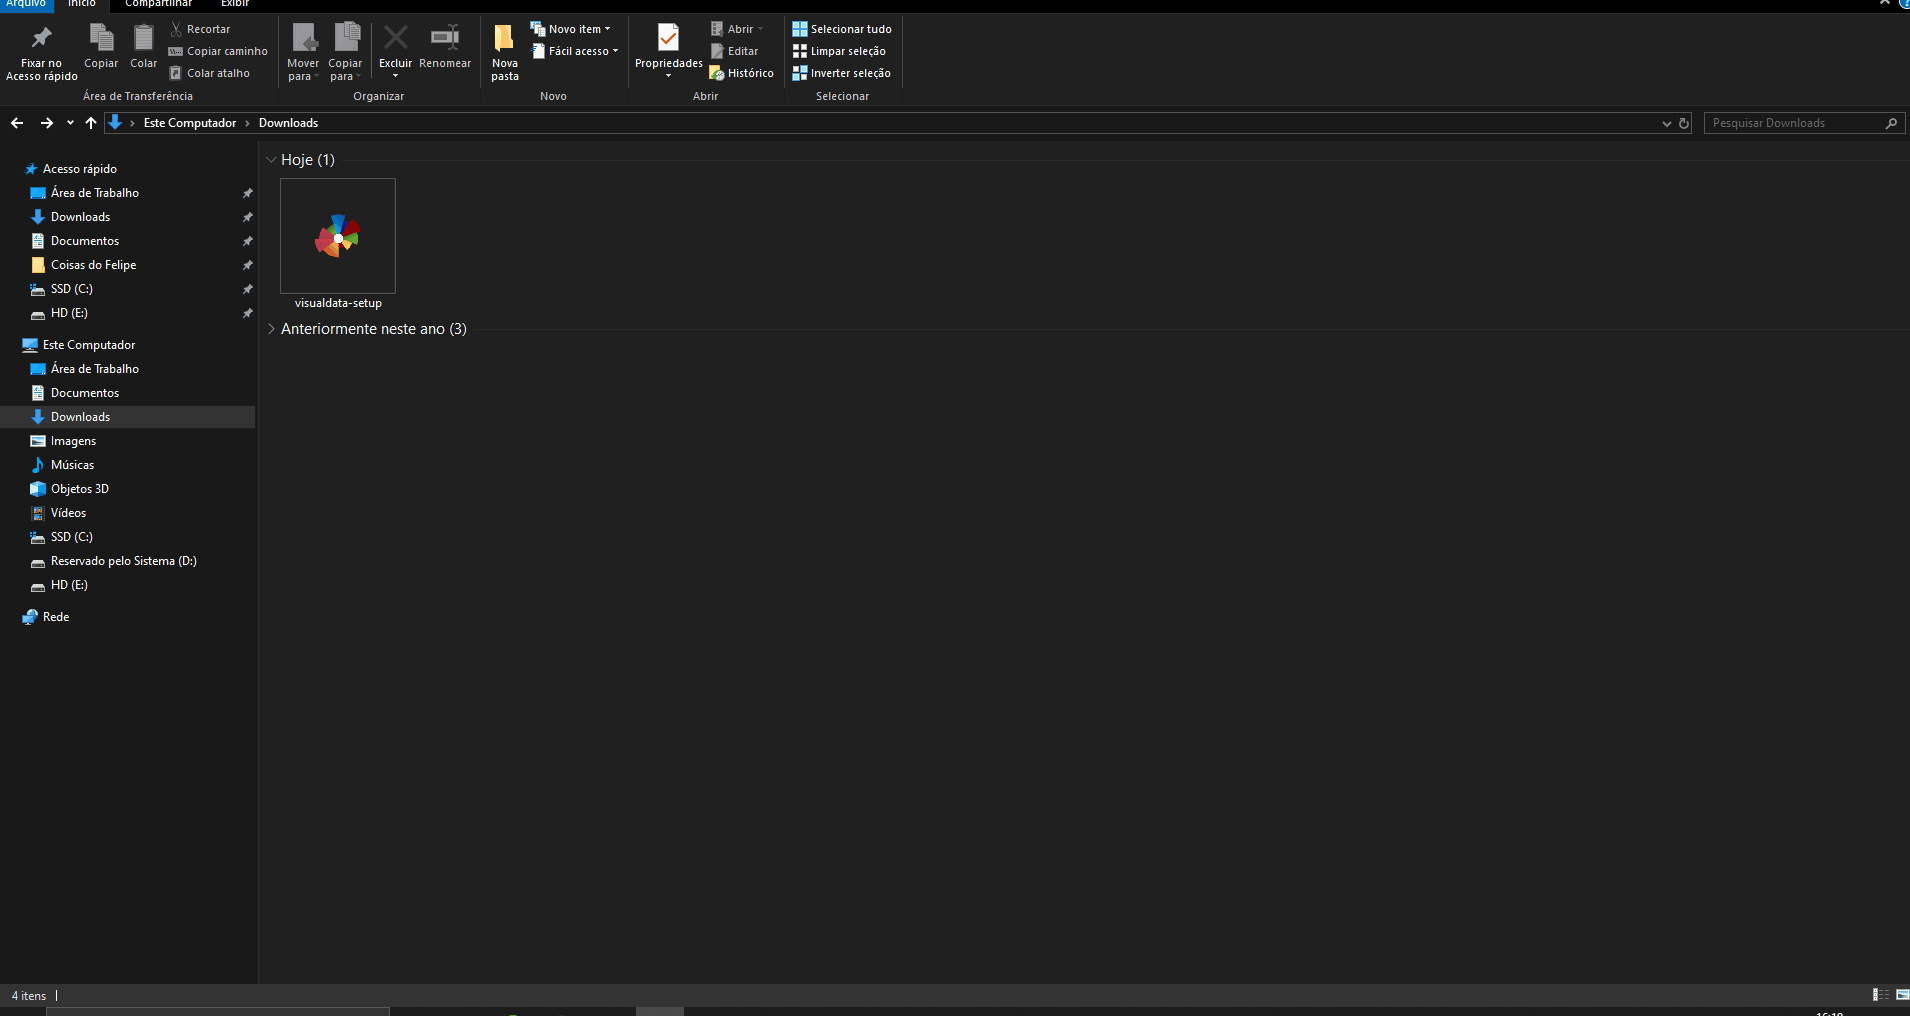 Arquivo Início Compartilhar Exibir
Fixar no
Acesso rápido
Copiar
Colar
Recortar
Copiar caminho
Colar atalho
Área de Transferência
Mover
para
Copiar
para
Excluir
Renomear
Organizar
Nova
pasta
Novo item
Fácil acesso
Novo
Propriedades
Abrir
Editar
Histórico
Abrir
Selecionar tudo
Limpar seleção
Inverter seleção
Selecionar
Este Computador > Downloads
Pesquisar Downloads
Acesso rápido
Área de Trabalho
Downloads
Documentos
Coisas do Felipe
SSD (C:)
HD (E:)
Este Computador
Área de Trabalho
Documentos
Downloads
Imagens
Músicas
Objetos 3D
Vídeos
SSD (C:)
Reservado pelo Sistema (D:)
HD (E:)
Rede
Hoje (1)
visualdata-setup
Anteriormente neste ano (3)
4 itens